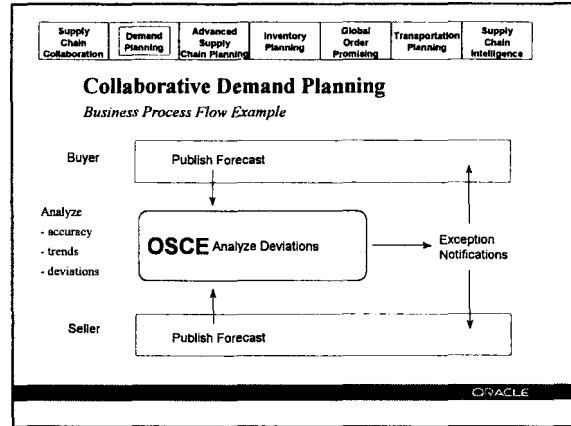 Supply
Chain
Collaboration
Demand
Planning
Advanced
Supply
Chain Planning
Inventory
Planning
Global
Order
Promising
Transportation
Planning
Supply
Chain
Intelligence
Collaborative Demand Planning
Business Process Flow Example
Buyer
Publish Forecast
Analyze
- accuracy
- trends
- deviations
OSCE Analyze Deviations
Exception
Notifications
Seller
Publish Forecast
ORACLE